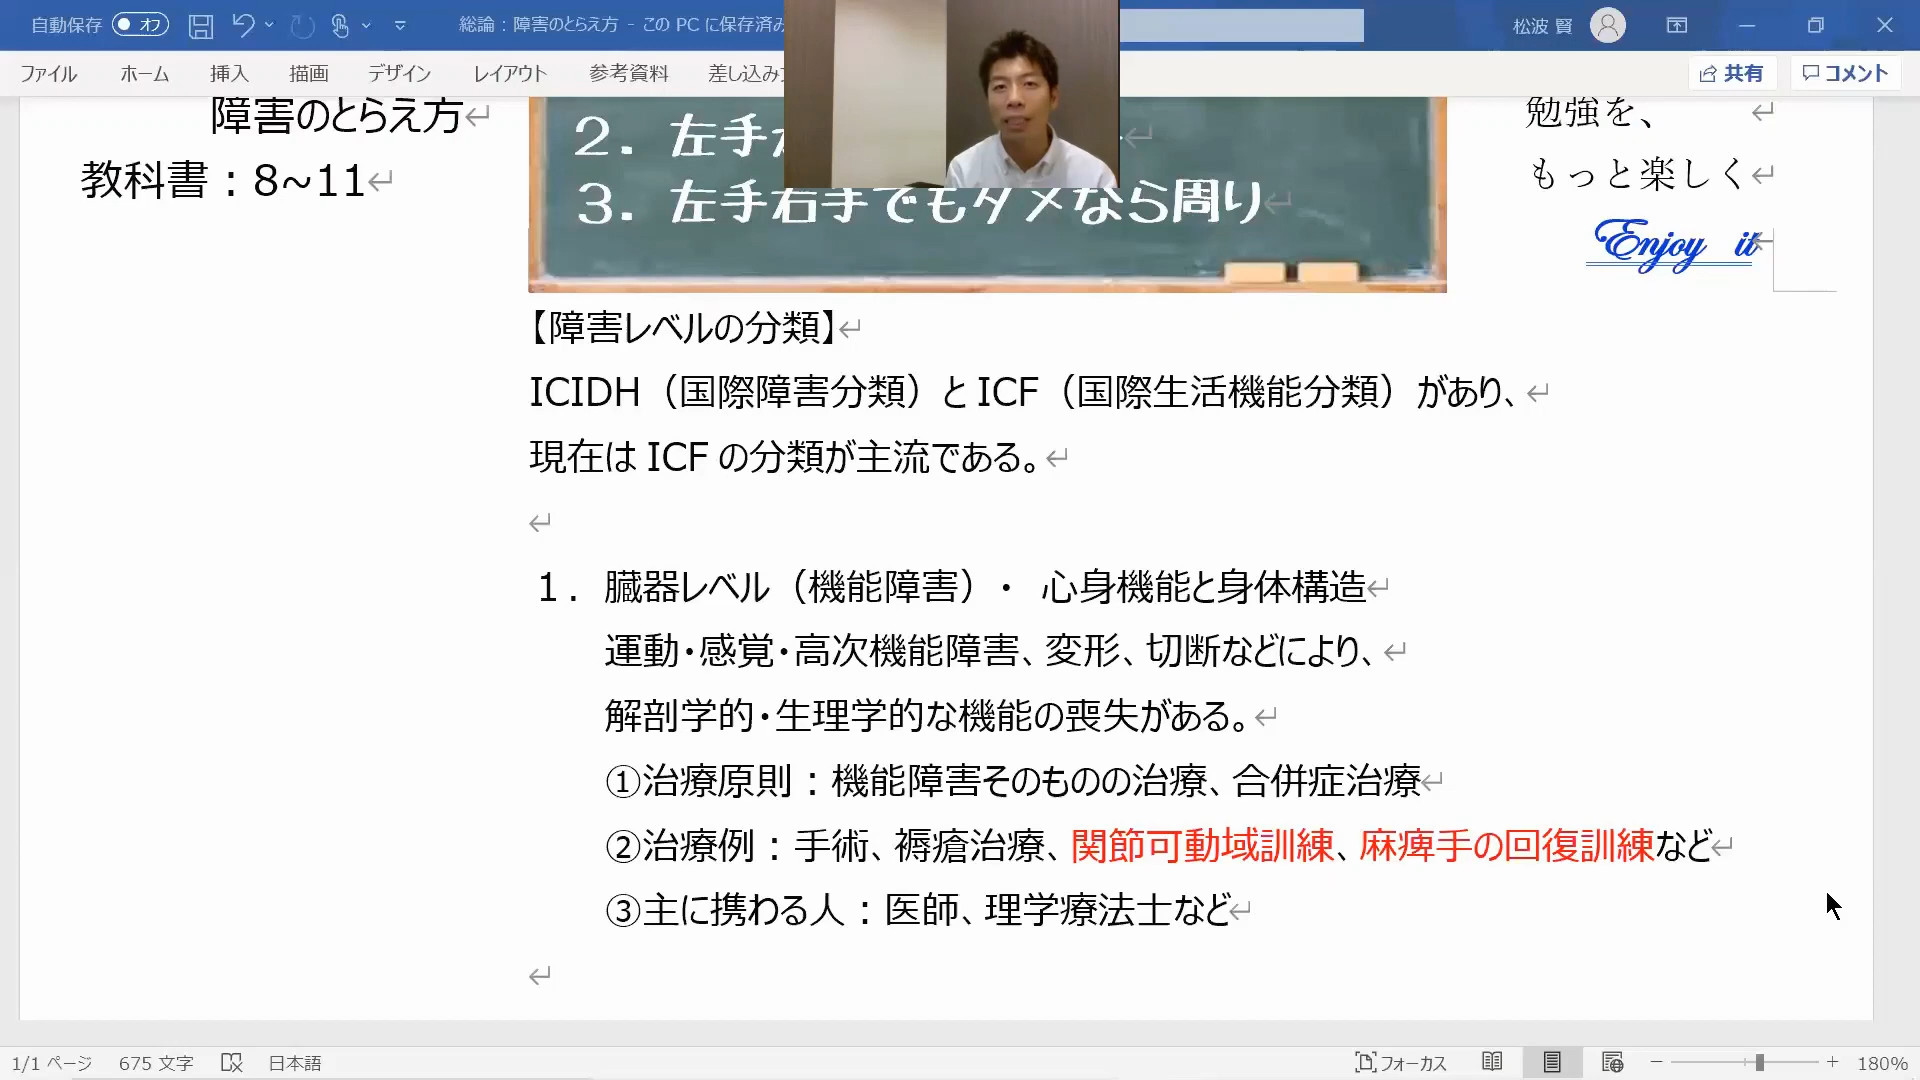 自動保存 オフ 総論：障害のとらえ方 - この PC に保存済み 松波 賢
ファイル ホーム 挿入 描画 デザイン レイアウト 参考資料 差し込み 共有 コメント
障害のとらえ方
教科書：8~11
2．左手
3．左手右手でもダメなら周り
勉強を、
もっと楽しく
Enjoy it
【障害レベルの分類】
ICIDH（国際障害分類）と ICF（国際生活機能分類）があり、
現在は ICF の分類が主流である。
1．臓器レベル（機能障害）・ 心身機能と身体構造
運動・感覚・高次機能障害、変形、切断などにより、
解剖学的・生理学的な機能の喪失がある。
①治療原則：機能障害そのものの治療、合併症治療
②治療例：手術、褥瘡治療、関節可動域訓練、麻痺手の回復訓練など
③主に携わる人：医師、理学療法士など
1/1 ページ 675 文字 日本語 フォーカス 180%